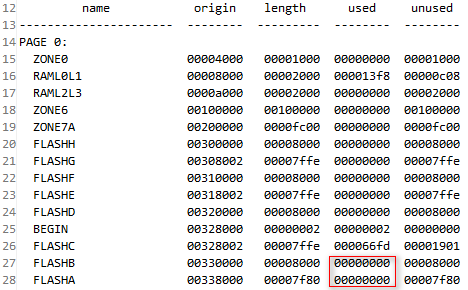 12 name origin length used unused
13 ---------------------- -------- --------- -------- --------
14 PAGE 0:
15 ZONE0 00004000 00001000 00000000 00001000
16 RAML0L1 00008000 00002000 000013f8 00000c08
17 RAML2L3 0000a000 00002000 00000000 00002000
18 ZONE6 00100000 00100000 00000000 00100000
19 ZONE7A 00200000 0000fc00 00000000 0000fc00
20 FLASHH 00300000 00008000 00000000 00008000
21 FLASHG 00308002 00007ffe 00000000 00007ffe
22 FLASHF 00310000 00008000 00000000 00008000
23 FLASHE 00318002 00007ffe 00000000 00007ffe
24 FLASHD 00320000 00008000 00000000 00008000
25 BEGIN 00328000 00000002 00000002 00000000
26 FLASHC 00328002 00007ffe 000066fd 00001901
27 FLASHB 00330000 00008000 00000000 00008000
28 FLASHA 00338000 00007f80 00000000 00007f80